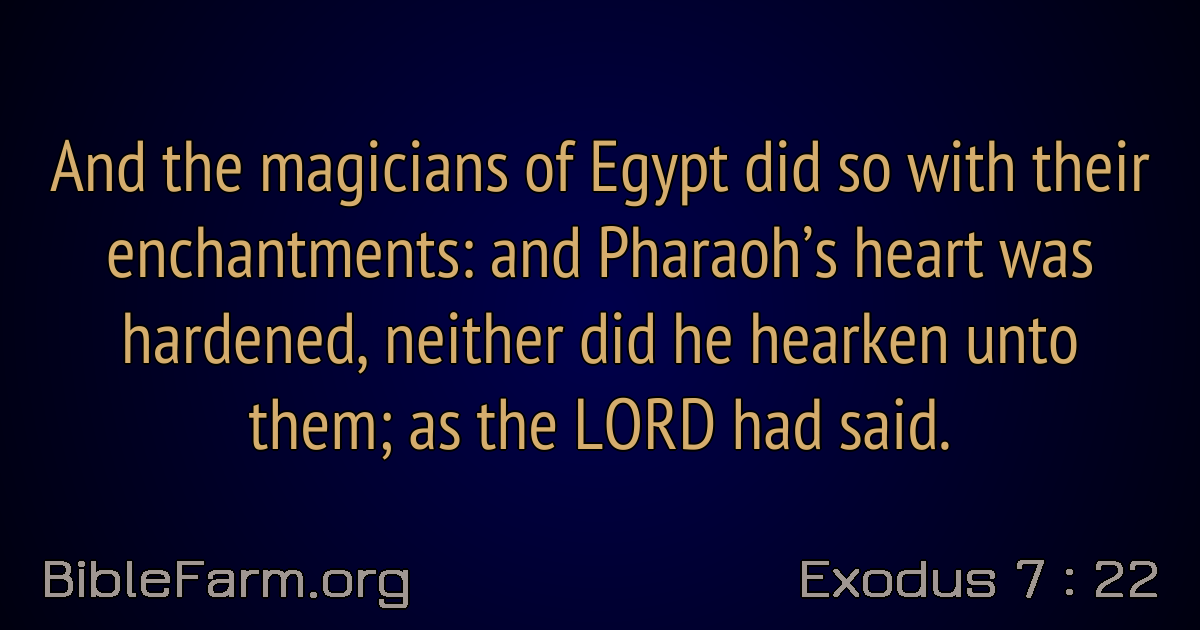 And the magicians of Egypt did so with their
enchantments: and Pharaoh’s heart was
hardened, neither did he hearken unto
them; as the LORD had said.
BibleFarm.org
Exodus 7 : 22